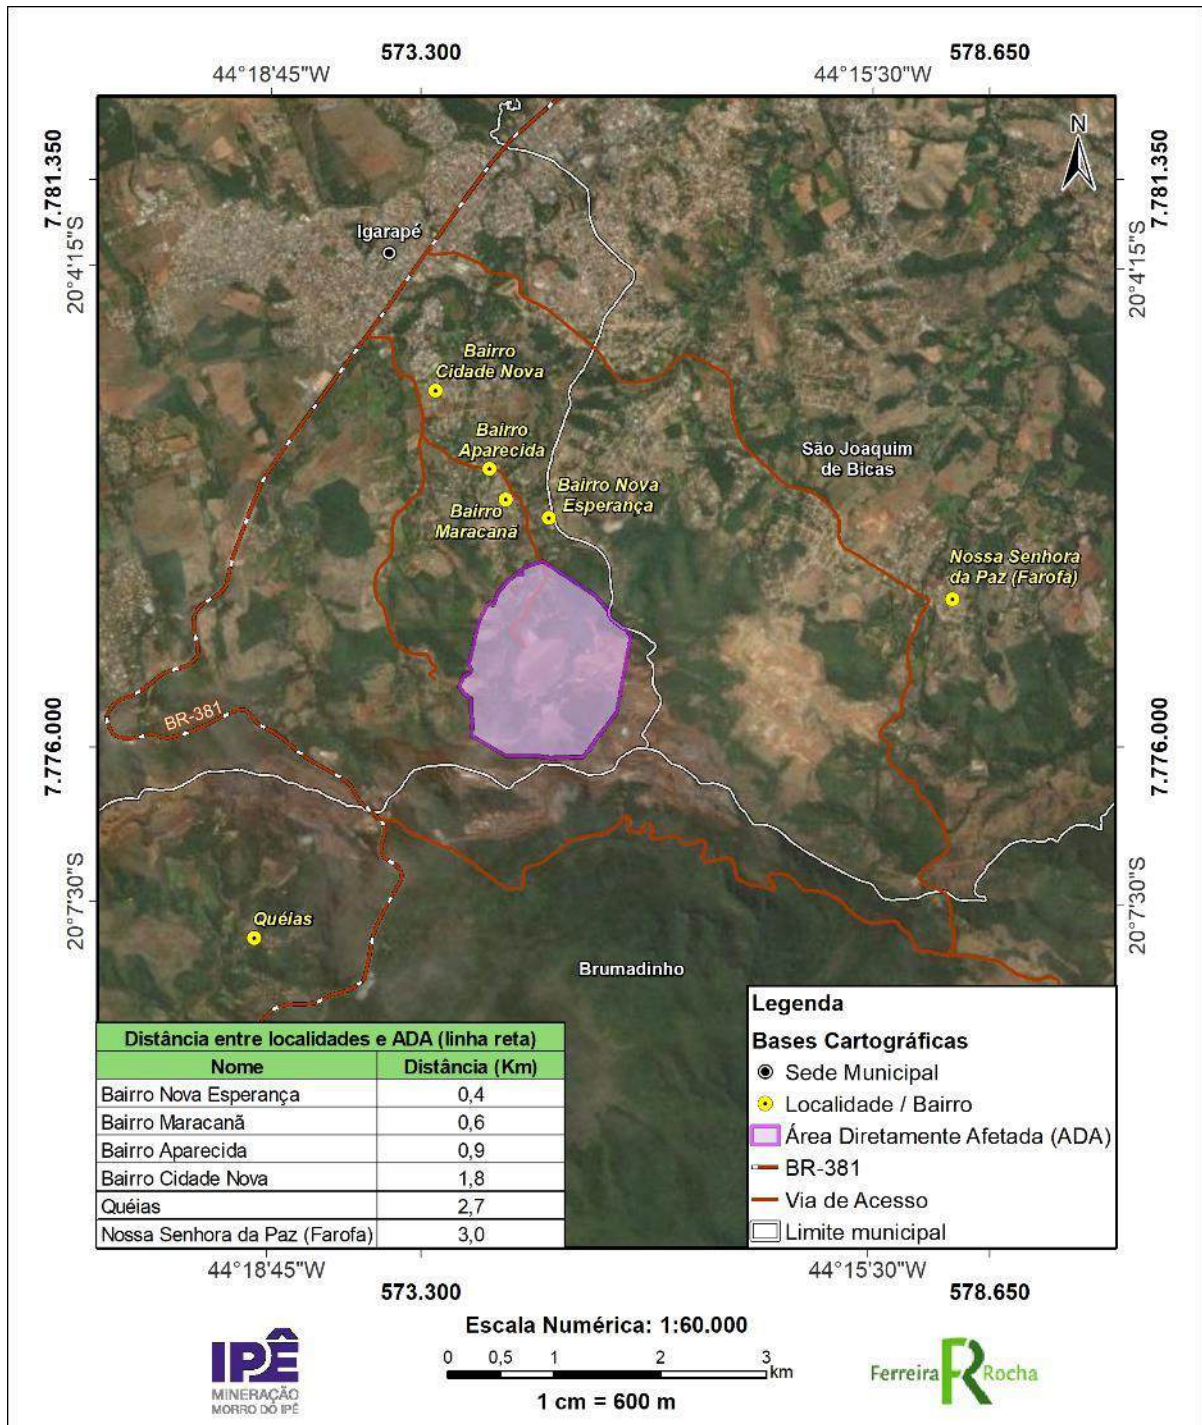 573.300
578.650
44°18'45"W
44°15'30"W
N
7.781.350
7.781.350
20°4'15"S
20°4'15"S
Igarapé
Bairro
Cidade Nova
Bairro
Aparecida
São Joaquim
de Bicas
Bairro Nova
Esperança
Bairro
Maracanã
Nossa Senhora
da Paz (Farofa)
BR-381
7.776.000
7.776.000
20°7'30"S
20°7'30"S
Quéias
Brumadinho
Distância entre localidades e ADA (linha reta)
Nome Distância (Km)
Bairro Nova Esperança 0,4
Bairro Maracanã 0,6
Bairro Aparecida 0,9
Bairro Cidade Nova 1,8
Quéias 2,7
Nossa Senhora da Paz (Farofa) 3,0
Legenda
Bases Cartográficas
Sede Municipal
Localidade / Bairro
Área Diretamente Afetada (ADA)
BR-381
Via de Acesso
Limite municipal
44°18'45"W
44°15'30"W
573.300
578.650
Escala Numérica: 1:60.000
0 0,5 1 2 3
km
1 cm = 600 m
IPÊ
MINERAÇÃO
MORRO DO IPÊ
Ferreira FR Rocha